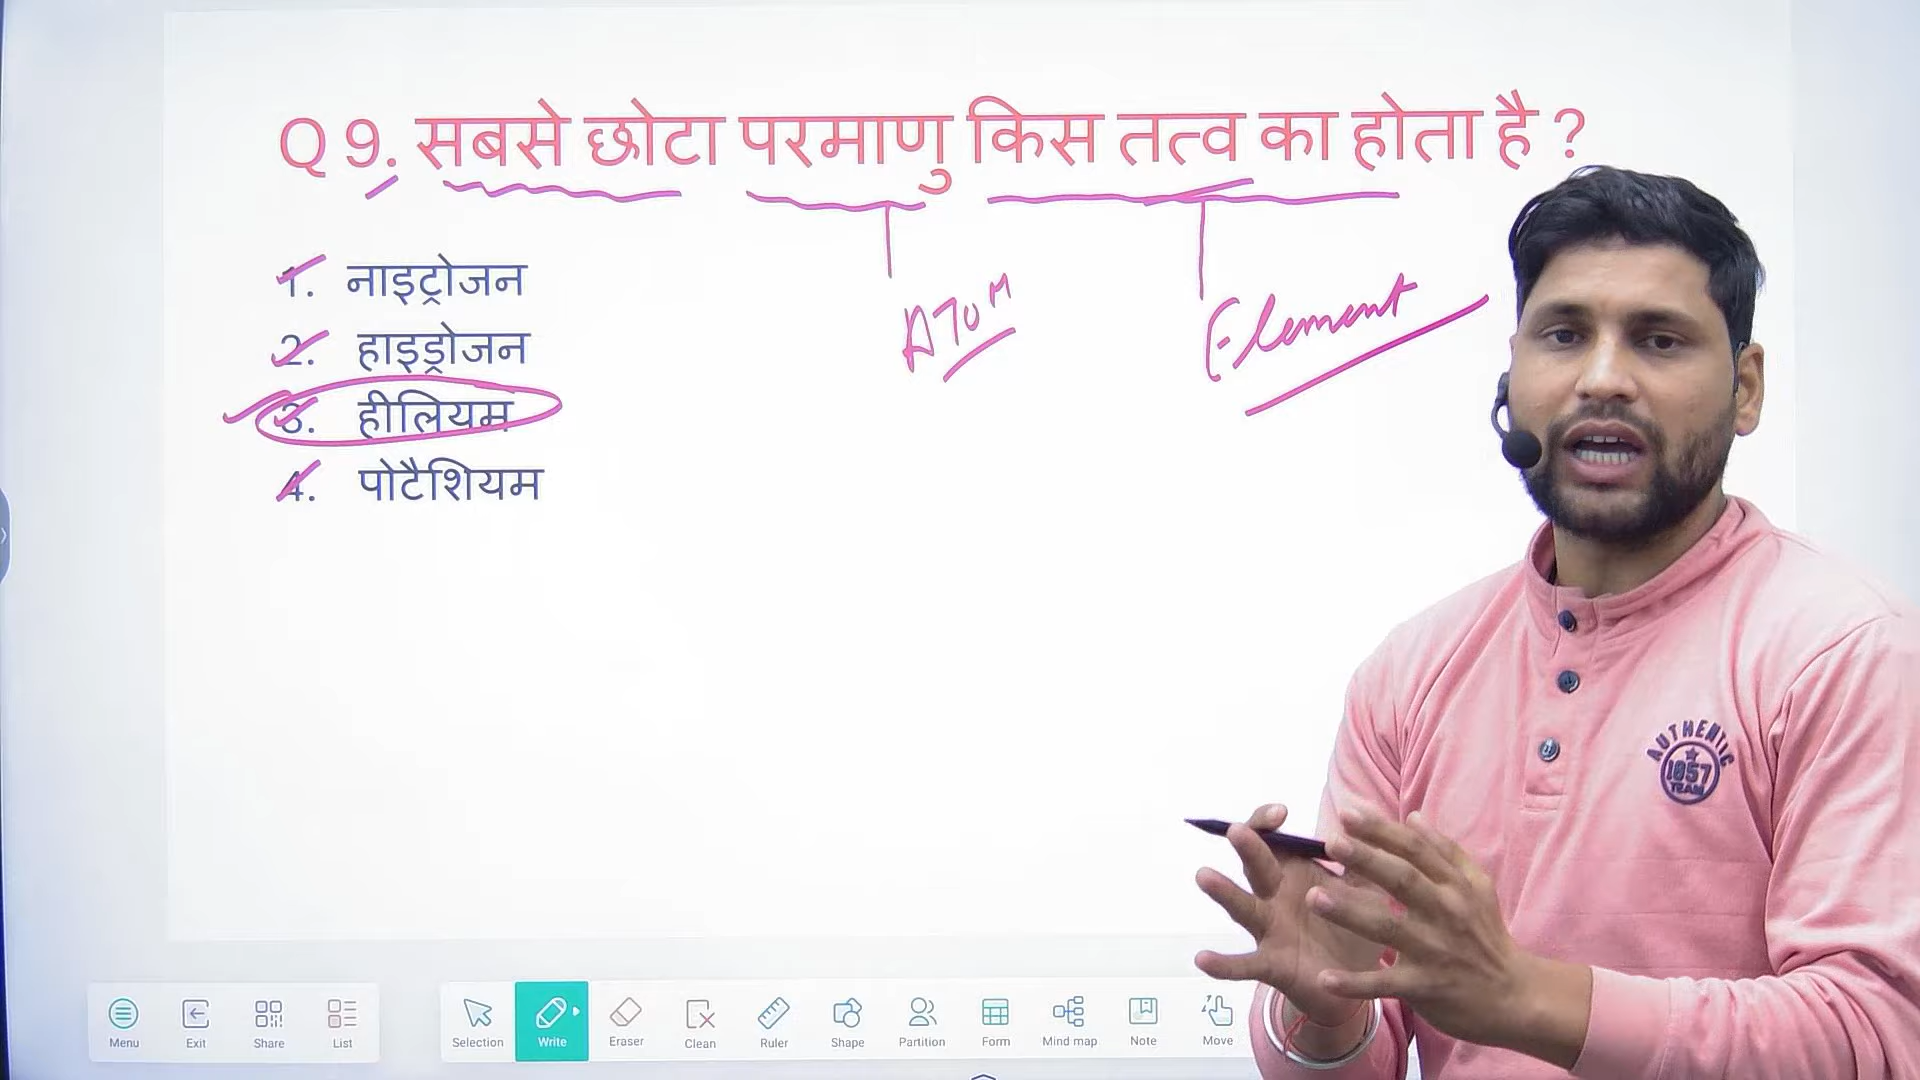 Q 9. सबसे छोटा परमाणु किस तत्व का होता है ?
1. नाइट्रोजन
2. हाइड्रोजन
3. हीलियम
4. पोटैशियम
ATOM
Element
AUTHENTIC
1857
TEAM
Menu
Exit
Share
List
Selection
Write
Eraser
Clean
Ruler
Shape
Partition
Form
Mind map
Note
Move